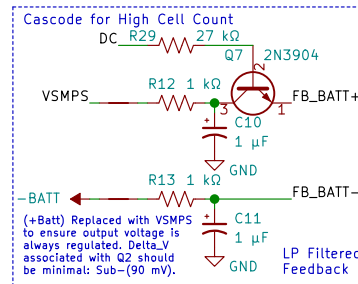 Cascode for High Cell Count
DC
R29
27 kΩ
Q7
2N3904
2
VSMPS
R12 1 kΩ
3
1
FB_BATT+
C10
1 µF
GND
-BATT
R13 1 kΩ
FB_BATT-
(+Batt) Replaced with VSMPS
to ensure output voltage is
always regulated. Delta_V
associated with Q2 should
be minimal: Sub-(90 mV).
C11
1 µF
GND
LP Filtered
Feedback